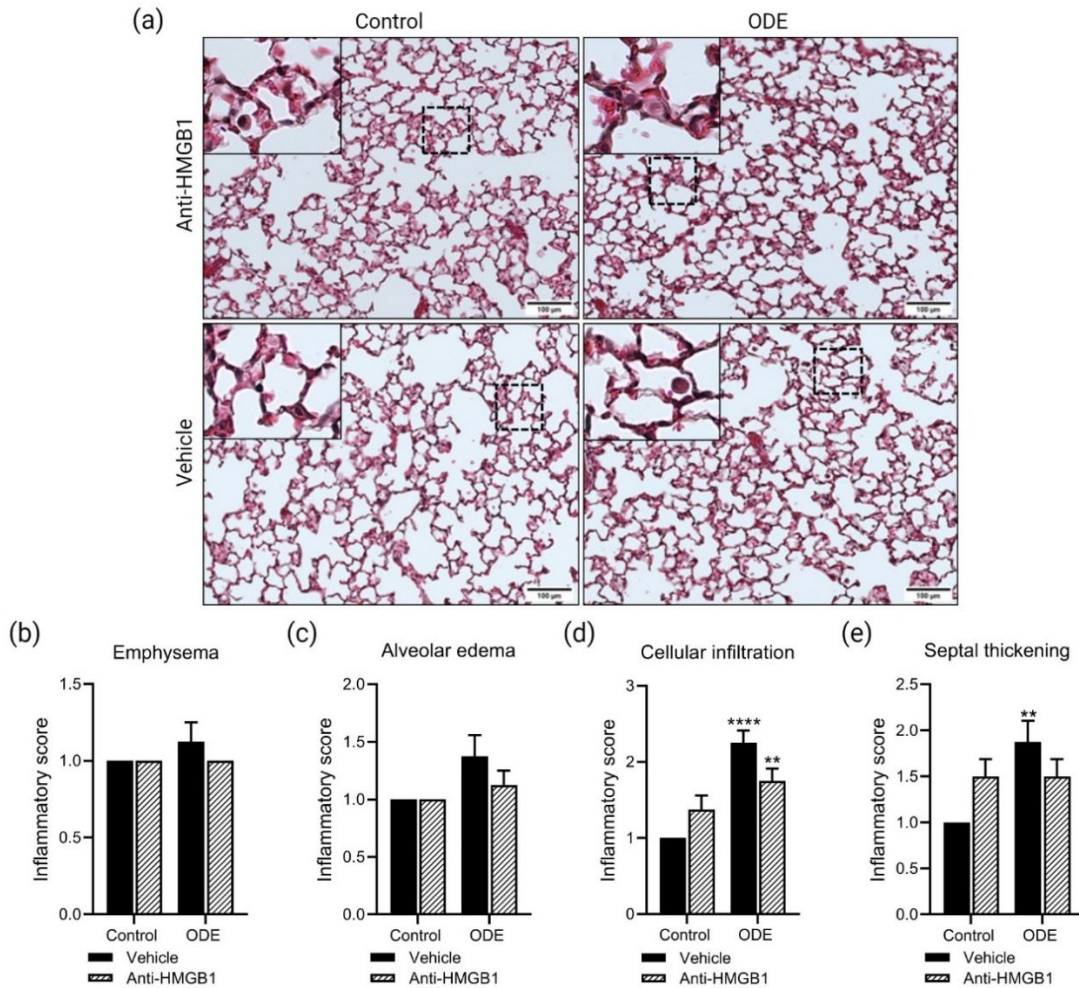 (a)
Control
ODE
Anti-HMGB1
100 µm
100 µm
Vehicle
100 µm
100 µm
(b)
Emphysema
Inflammatory score
1.5
1.0
0.5
0.0
Control
ODE
Vehicle
Anti-HMGB1
(c)
Alveolar edema
Inflammatory score
2.0
1.5
1.0
0.5
0.0
Control
ODE
Vehicle
Anti-HMGB1
(d)
Cellular infiltration
Inflammatory score
3
2
1
0
****
**
Control
ODE
Vehicle
Anti-HMGB1
(e)
Septal thickening
Inflammatory score
2.5
2.0
1.5
1.0
0.5
0.0
**
Control
ODE
Vehicle
Anti-HMGB1